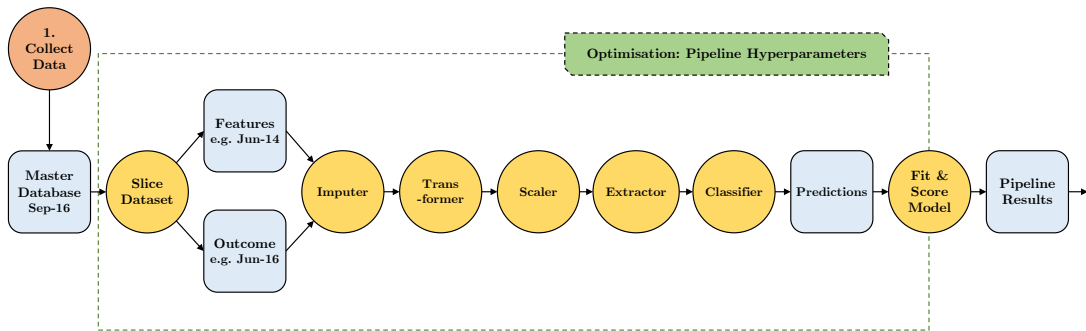 1.
Collect
Data
Optimisation: Pipeline Hyperparameters
Master
Database
Sep-16
Slice
Dataset
Features
e.g. Jun-14
Outcome
e.g. Jun-16
Imputer
Trans
-former
Scaler
Extractor
Classifier
Predictions
Fit &
Score
Model
Pipeline
Results